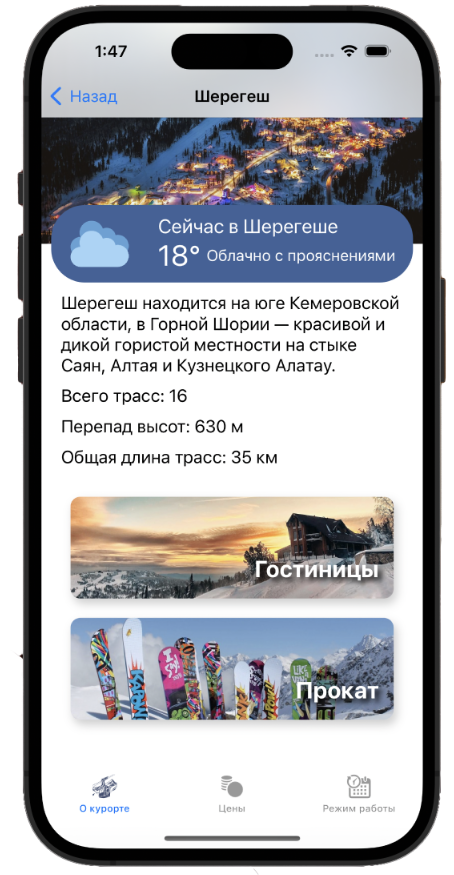 1:47
Назад
Шерегеш
Сейчас в Шерегеше
18° Облачно с прояснениями
Шерегеш находится на юге Кемеровской
области, в Горной Шории — красивой и
дикой гористой местности на стыке
Саян, Алтая и Кузнецкого Алатау.
Всего трасс: 16
Перепад высот: 630 м
Общая длина трасс: 35 км
Гостиницы
Прокат
О курорте
Цены
Режим работы